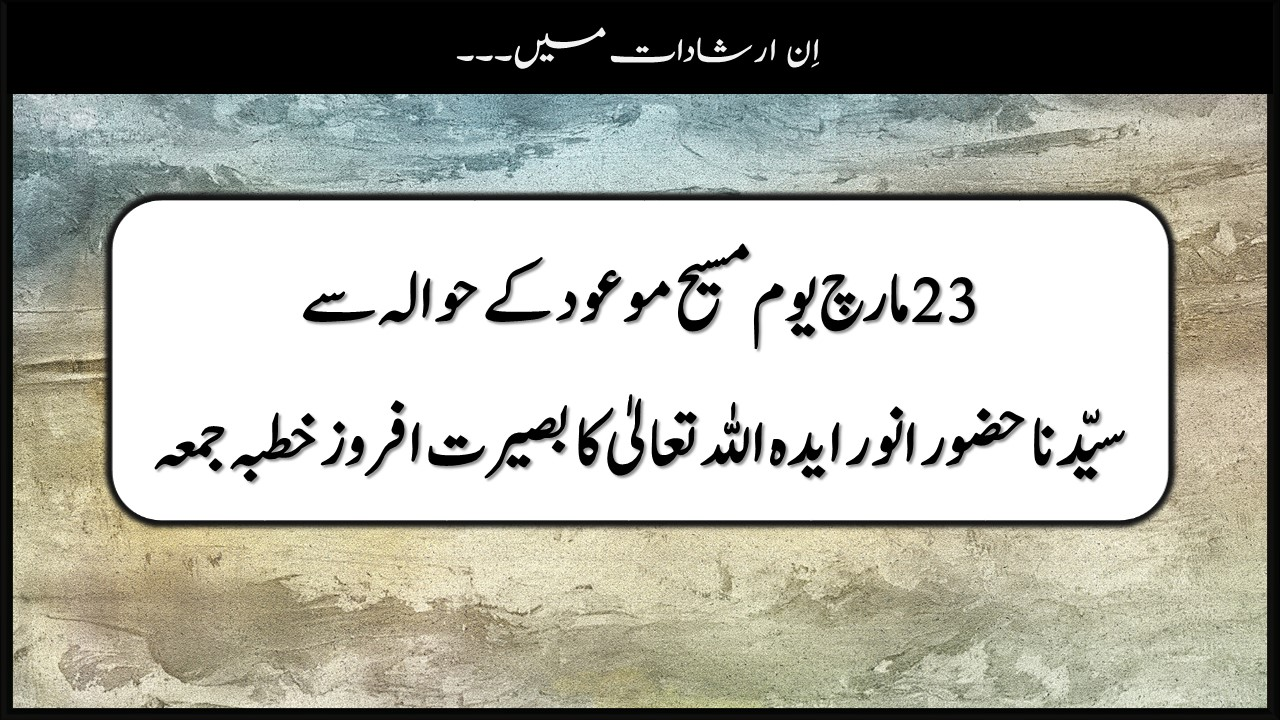 اِن ارشادات میں۔۔۔
23مارچ یوم مسیح موعود کے حوالہ سے
سیّدنا حضور انور ایدہ اللہ تعالیٰ کا بصیرت افروز خطبہ جمعہ